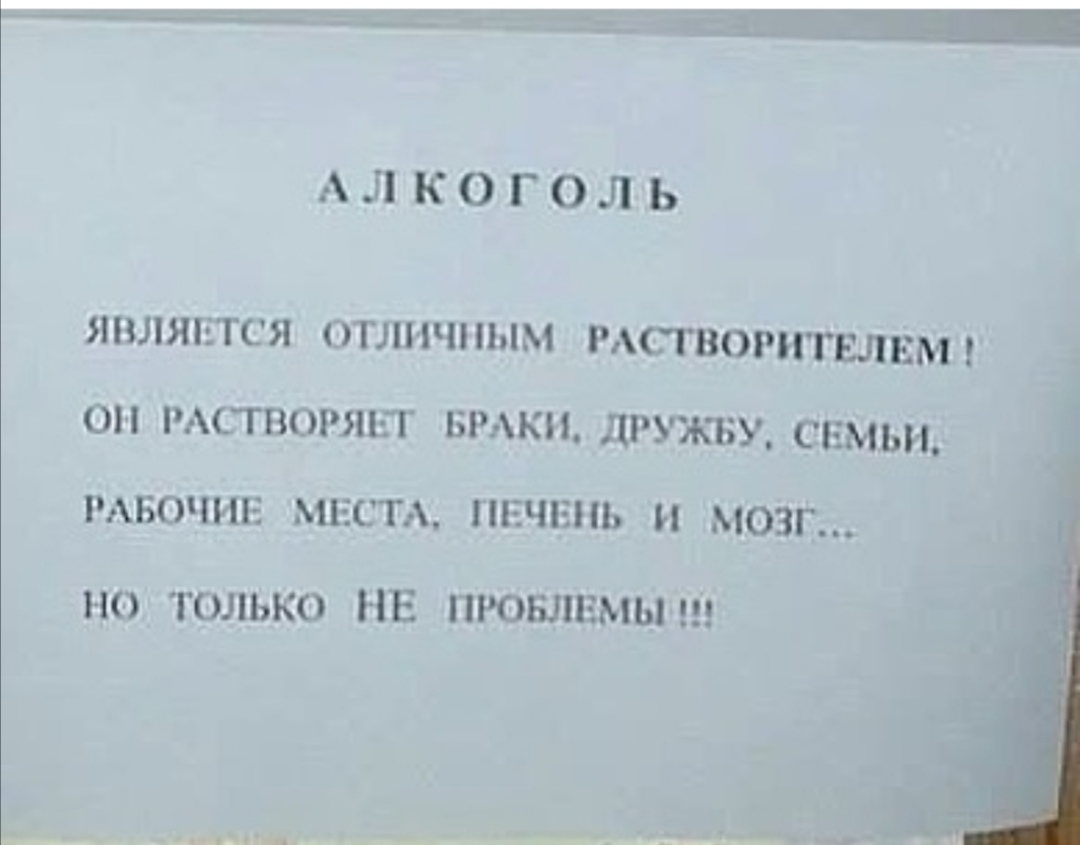 АЛКОГОЛЬ
ЯВЛЯЕТСЯ ОТЛИЧНЫМ РАСТВОРИТЕЛЕМ!
ОН РАСТВОРЯЕТ БРАКИ, ДРУЖБУ, СЕМЬИ,
РАБОЧИЕ МЕСТА, ПЕЧЕНЬ И МОЗГ...
НО ТОЛЬКО НЕ ПРОБЛЕМЫ!!!